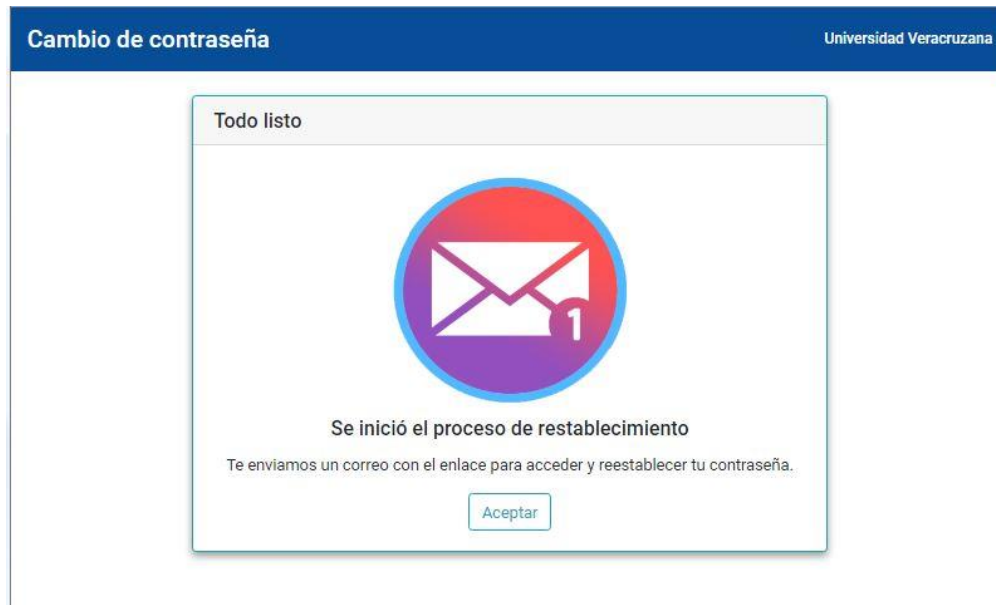 Cambio de contraseña
Universidad Veracruzana
Todo listo
1
Se inició el proceso de restablecimiento
Te enviamos un correo con el enlace para acceder y reestablecer tu contraseña.
Aceptar